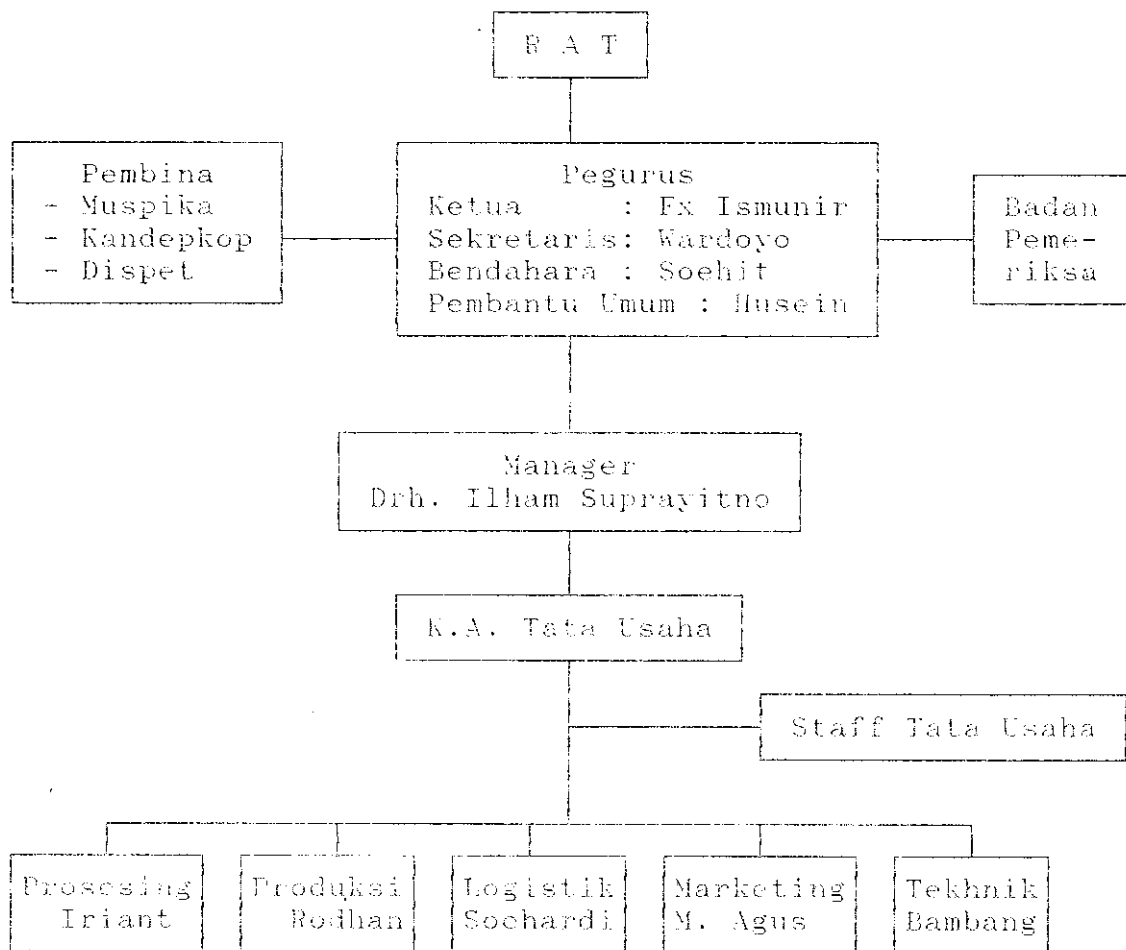 R A T
Pembina
- Muspika
- Kandepkop
- Dispet
Pegurus
Ketua : Fx Ismunir
Sekretaris: Wardoyo
Bendahara : Soehit
Pembantu Umum : Husein
Badan
Peme-
riksa
Manager
Drh. Ilham Suprayitno
K.A. Tata Usaha
Staff Tata Usaha
Prosesing
Iriant
Produksi
Rodhan
Logistik
Sochardi
Marketing
M. Agus
Tekhnik
Bambang